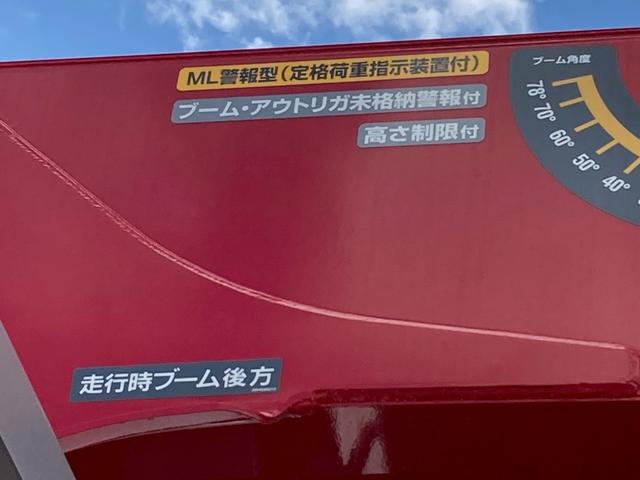 ML警報型(定格荷重指示装置付)
ブーム・アウトリガ未格納警報付
高さ制限付
ブーム角度
78°
70°
60°
50°
40°
走行時ブーム後方